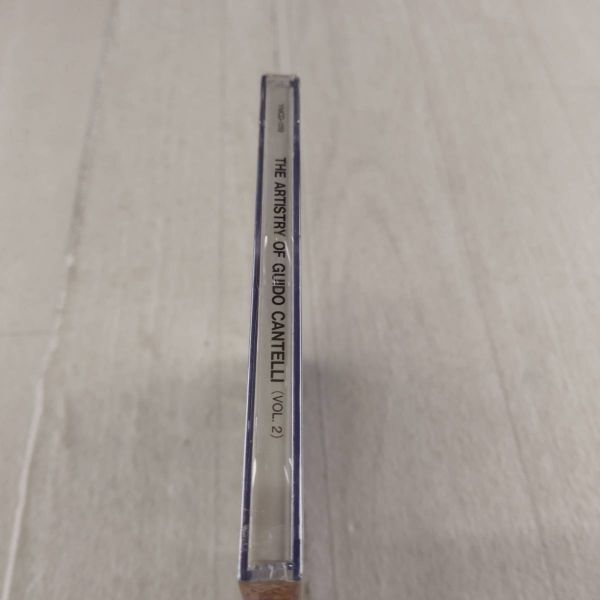 THE ARTISTRY OF GUIDO CANTELLI (VOL. 2)